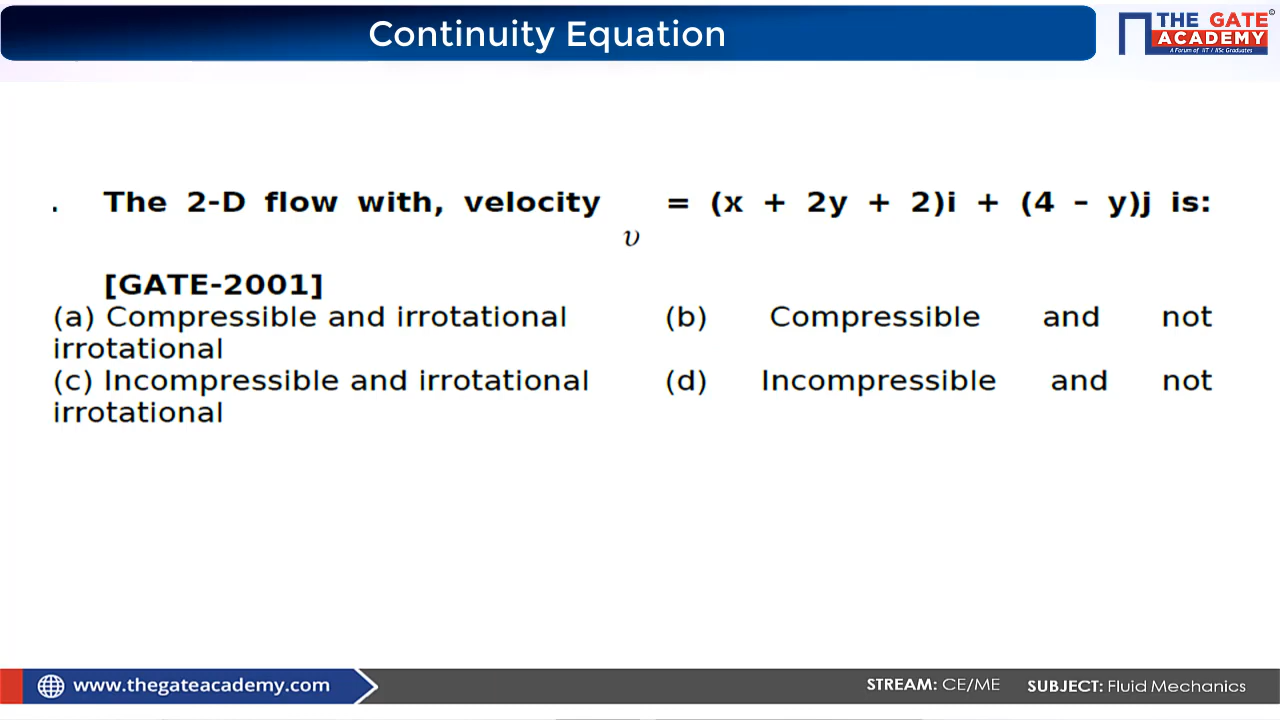 Continuity Equation
THE GATE
ACADEMY
©
A Forum of IIT / IISc Graduates
. The 2-D flow with, velocity υ = (x + 2y + 2)i + (4 – y)j is:
[GATE-2001]
(a) Compressible and irrotational (b) Compressible and not
irrotational
(c) Incompressible and irrotational (d) Incompressible and not
irrotational
www.thegateacademy.com
STREAM: CE/ME SUBJECT: Fluid Mechanics